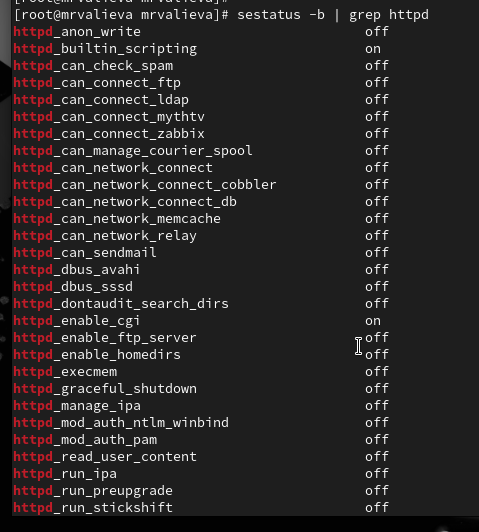 [root@mrvalieva mrvalieva]#
[root@mrvalieva mrvalieva]# sestatus -b | grep httpd
httpd_anon_write off
httpd_builtin_scripting on
httpd_can_check_spam off
httpd_can_connect_ftp off
httpd_can_connect_ldap off
httpd_can_connect_mythtv off
httpd_can_connect_zabbix off
httpd_can_manage_courier_spool off
httpd_can_network_connect off
httpd_can_network_connect_cobbler off
httpd_can_network_connect_db off
httpd_can_network_memcache off
httpd_can_network_relay off
httpd_can_sendmail off
httpd_dbus_avahi off
httpd_dbus_sssd off
httpd_dontaudit_search_dirs off
httpd_enable_cgi on
httpd_enable_ftp_server off
httpd_enable_homedirs off
httpd_execmem off
httpd_graceful_shutdown off
httpd_manage_ipa off
httpd_mod_auth_ntlm_winbind off
httpd_mod_auth_pam off
httpd_read_user_content off
httpd_run_ipa off
httpd_run_preupgrade off
httpd_run_stickshift off